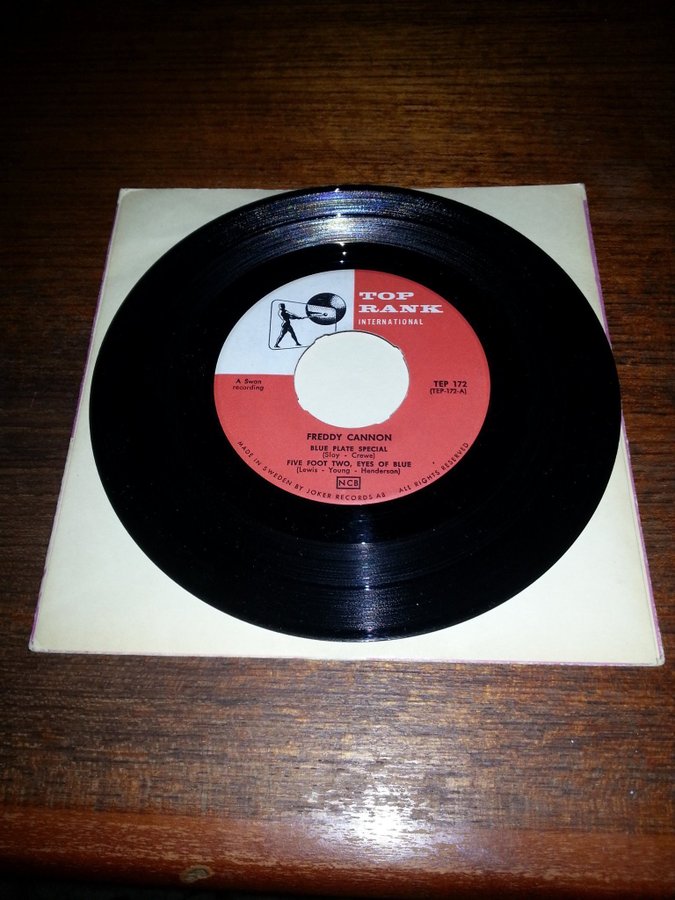 TOP
RANK
INTERNATIONAL
A Swan
recording
TEP 172
(TEP-172-A)
FREDDY CANNON
BLUE PLATE SPECIAL
(Slay - Crewe)
FIVE FOOT TWO, EYES OF BLUE
(Lewis - Young - Henderson)
NCB
MADE IN SWEDEN BY JOKER RECORDS AB ALL RIGHTS RESERVED